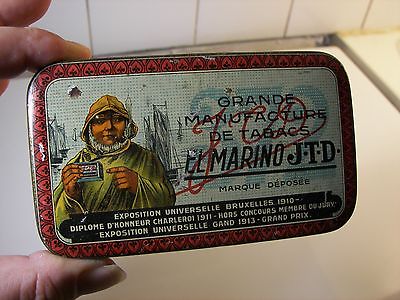 GRANDE
MANUFACTURE
DE TABACS
EL MARINO J.T.D.
MARQUE DÉPOSÉE
EXPOSITION UNIVERSELLE BRUXELLES 1910-
DIPLOME D'HONNEUR CHARLEROI 1911 - HORS CONCOURS MEMBRE DU JURY
EXPOSITION UNIVERSELLE GAND 1913 - GRAND PRIX.